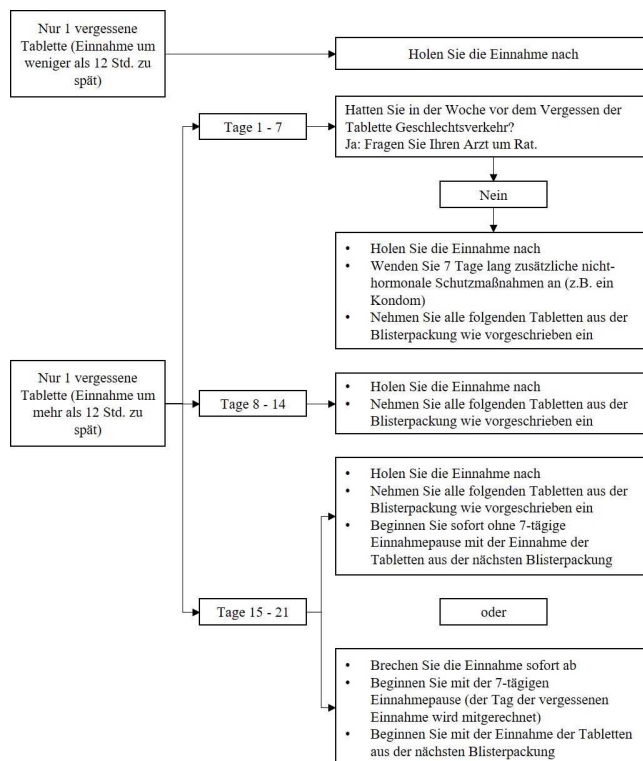 Nur 1 vergessene
Tablette (Einnahme um
weniger als 12 Std. zu
spät)
Holen Sie die Einnahme nach
Tage 1 - 7
Hatten Sie in der Woche vor dem Vergessen der
Tablette Geschlechtsverkehr?
Ja: Fragen Sie Ihren Arzt um Rat.
Nein
• Holen Sie die Einnahme nach
• Wenden Sie 7 Tage lang zusätzliche nicht-
hormonale Schutzmaßnahmen an (z.B. ein
Kondom)
• Nehmen Sie alle folgenden Tabletten aus der
Blisterpackung wie vorgeschrieben ein
Nur 1 vergessene
Tablette (Einnahme um
mehr als 12 Std. zu
spät)
Tage 8 - 14
• Holen Sie die Einnahme nach
• Nehmen Sie alle folgenden Tabletten aus der
Blisterpackung wie vorgeschrieben ein
Tage 15 - 21
• Holen Sie die Einnahme nach
• Nehmen Sie alle folgenden Tabletten aus der
Blisterpackung wie vorgeschrieben ein
• Beginnen Sie sofort ohne 7-tägige
Einnahmepause mit der Einnahme der
Tabletten aus der nächsten Blisterpackung
oder
• Brechen Sie die Einnahme sofort ab
• Beginnen Sie mit der 7-tägigen
Einnahmepause (der Tag der vergessenen
Einnahme wird mitgerechnet)
• Beginnen Sie mit der Einnahme der Tabletten
aus der nächsten Blisterpackung